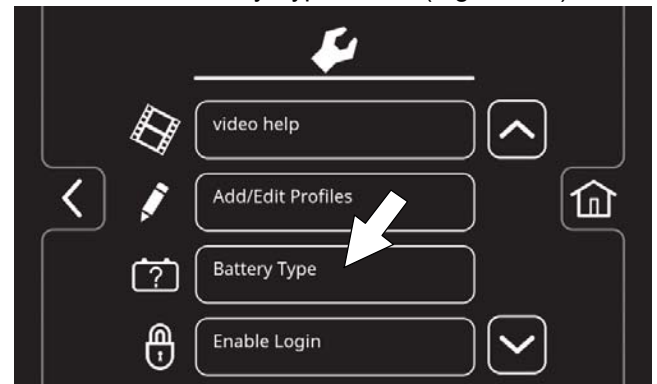 video help
Add/Edit Profiles
Battery Type
?
Enable Login